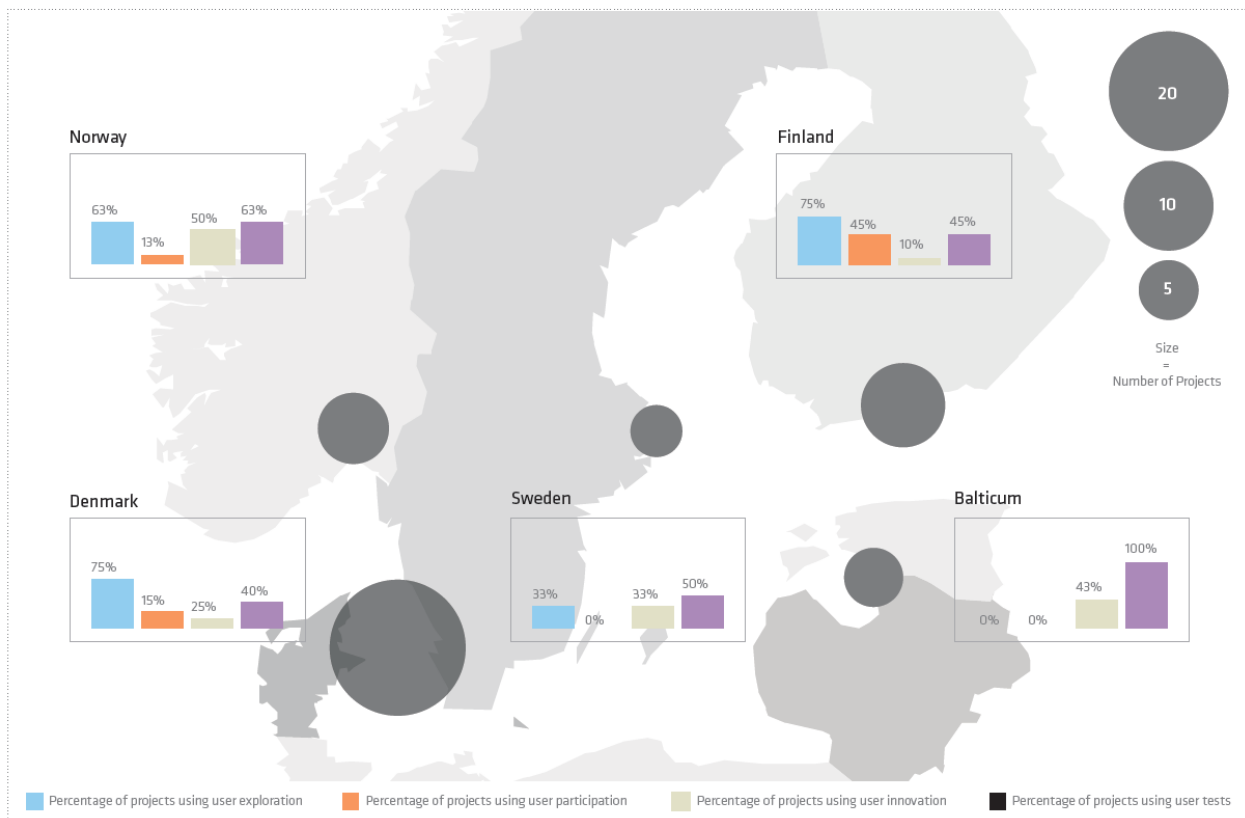 20
10
5
Size
=
Number of Projects
Norway
63%
13%
50%
63%
Finland
75%
45%
10%
45%
Denmark
75%
15%
25%
40%
Sweden
33%
0%
33%
50%
Balticum
0%
0%
43%
100%
Percentage of projects using user exploration
Percentage of projects using user participation
Percentage of projects using user innovation
Percentage of projects using user tests